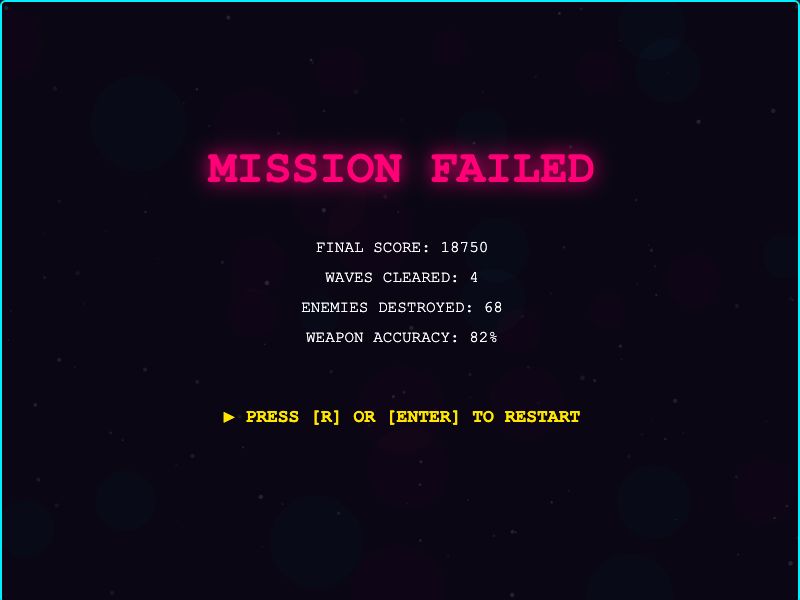 MISSION FAILED
FINAL SCORE: 18750
WAVES CLEARED: 4
ENEMIES DESTROYED: 68
WEAPON ACCURACY: 82%
▶ PRESS [R] OR [ENTER] TO RESTART